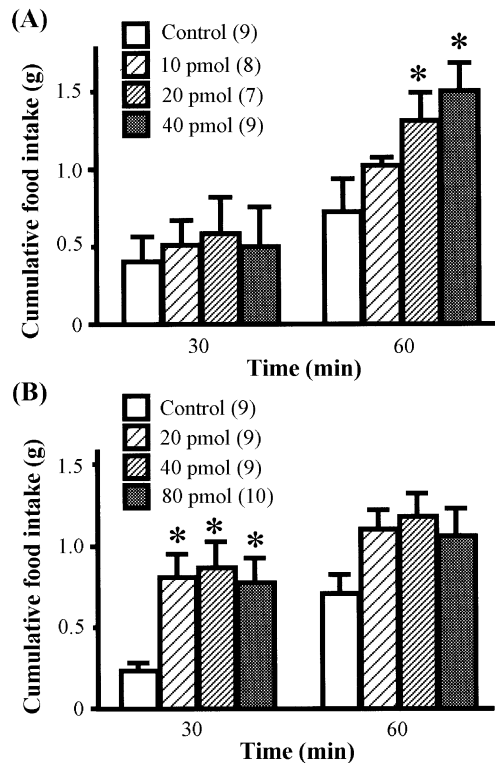 (A)
Control (9)
10 pmol (8)
20 pmol (7)
40 pmol (9)
Cumulative food intake (g)
1.5
1.0
0.5
0
* *
30 60
Time (min)
(B)
Control (9)
20 pmol (9)
40 pmol (9)
80 pmol (10)
Cumulative food intake (g)
1.5
1.0
0.5
0
* * *
30 60
Time (min)